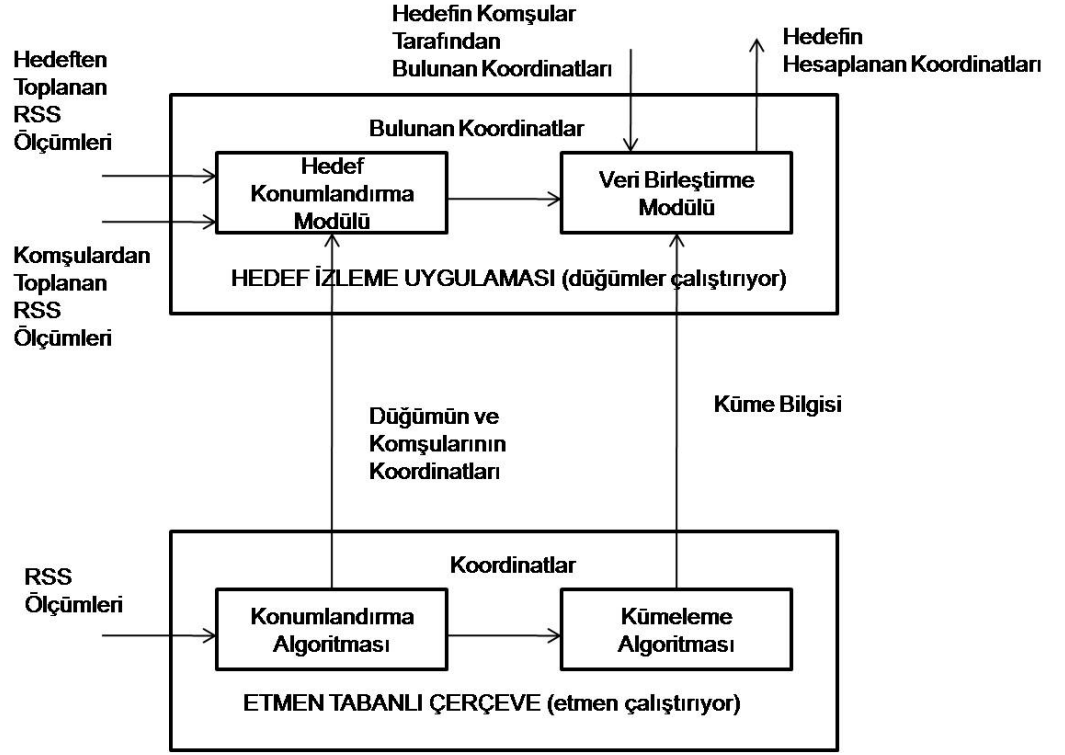 Hedefin Komşular
Tarafından
Bulunan Koordinatları
Hedefin
Hesaplanan Koordinatları
Hedeften
Toplanan
RSS
Ölçümleri
Bulunan Koordinatlar
Hedef
Konumlandırma
Modülü
Veri Birleştirme
Modülü
Komşulardan
Toplanan
RSS
Ölçümleri
HEDEF İZLEME UYGULAMASI (düğümler çalıştırıyor)
Düğümün ve
Komşularının
Koordinatları
Küme Bilgisi
RSS
Ölçümleri
Koordinatlar
Konumlandırma
Algoritması
Kümeleme
Algoritması
ETMEN TABANLI ÇERÇEVE (etmen çalıştırıyor)